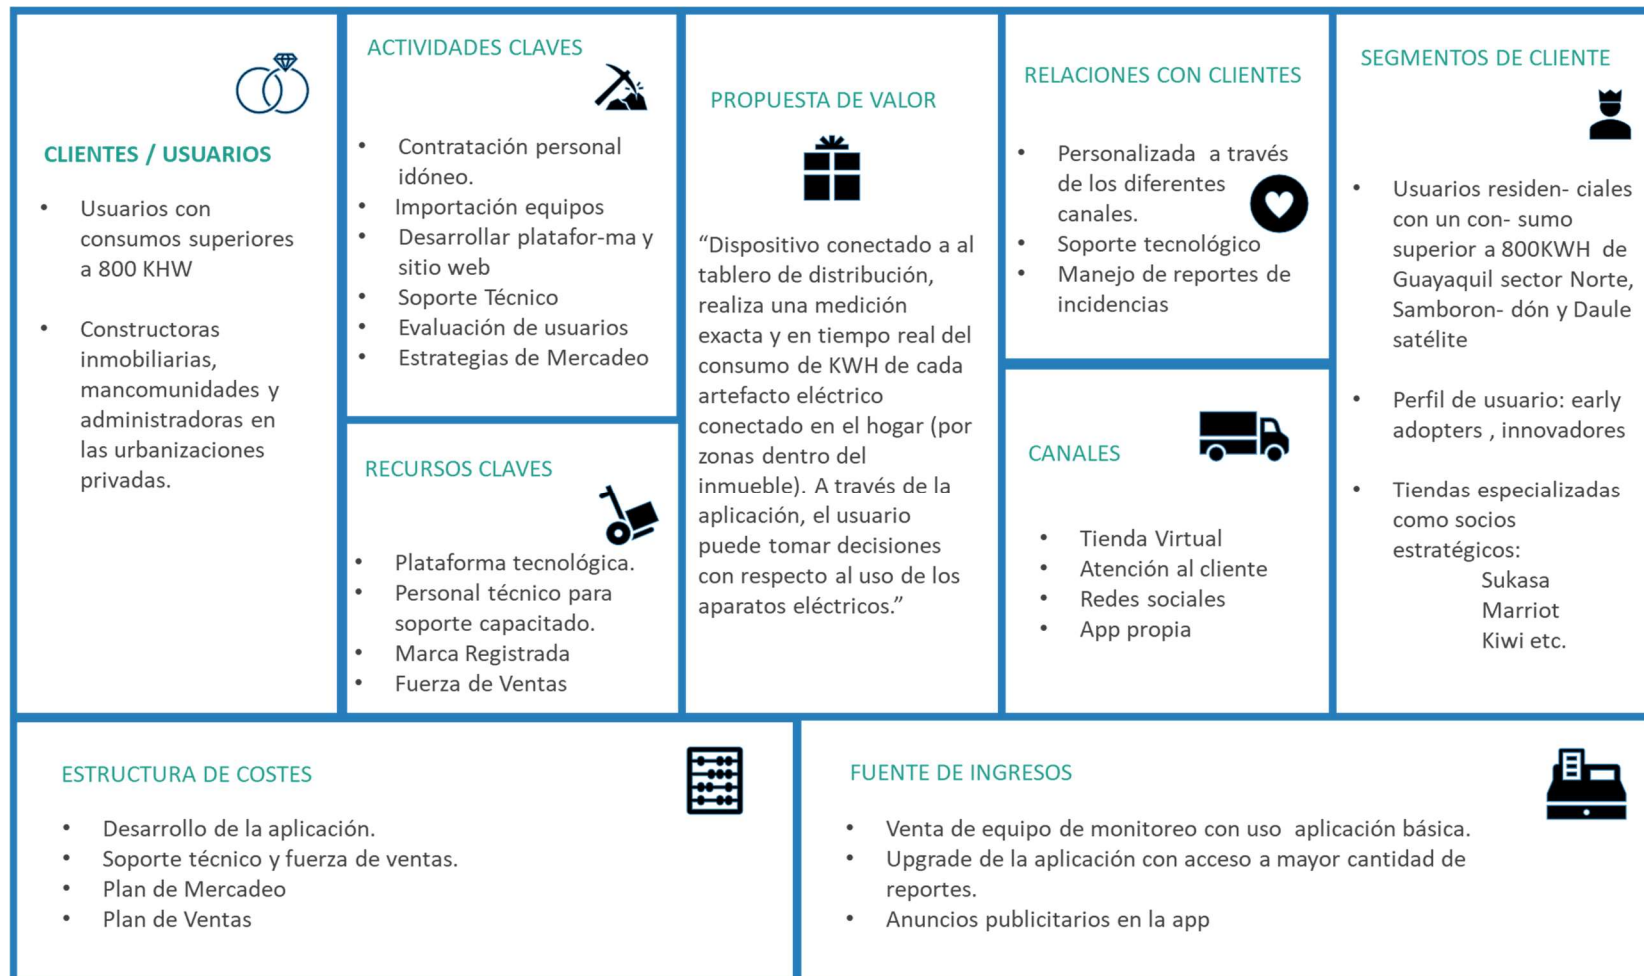 CLIENTES / USUARIOS
• Usuarios con
consumos superiores
a 800 KHW
• Constructoras
inmobiliarias,
mancomunidades y
administradoras en
las urbanizaciones
privadas.
ACTIVIDADES CLAVES
• Contratación personal
idóneo.
• Importación equipos
• Desarrollar platafor-ma y
sitio web
• Soporte Técnico
• Evaluación de usuarios
• Estrategias de Mercadeo
RECURSOS CLAVES
• Plataforma tecnológica.
• Personal técnico para
soporte capacitado.
• Marca Registrada
• Fuerza de Ventas
PROPUESTA DE VALOR
“Dispositivo conectado a al
tablero de distribución,
realiza una medición
exacta y en tiempo real del
consumo de KWH de cada
artefacto eléctrico
conectado en el hogar (por
zonas dentro del
inmueble). A través de la
aplicación, el usuario
puede tomar decisiones
con respecto al uso de los
aparatos eléctricos.”
RELACIONES CON CLIENTES
• Personalizada a través
de los diferentes
canales.
• Soporte tecnológico
• Manejo de reportes de
incidencias
CANALES
• Tienda Virtual
• Atención al cliente
• Redes sociales
• App propia
SEGMENTOS DE CLIENTE
• Usuarios residen- ciales
con un con- sumo
superior a 800KWH de
Guayaquil sector Norte,
Samboron- dón y Daule
satélite
• Perfil de usuario: early
adopters , innovadores
• Tiendas especializadas
como socios
estratégicos:
Sukasa
Marriot
Kiwi etc.
ESTRUCTURA DE COSTES
• Desarrollo de la aplicación.
• Soporte técnico y fuerza de ventas.
• Plan de Mercadeo
• Plan de Ventas
FUENTE DE INGRESOS
• Venta de equipo de monitoreo con uso aplicación básica.
• Upgrade de la aplicación con acceso a mayor cantidad de
reportes.
• Anuncios publicitarios en la app